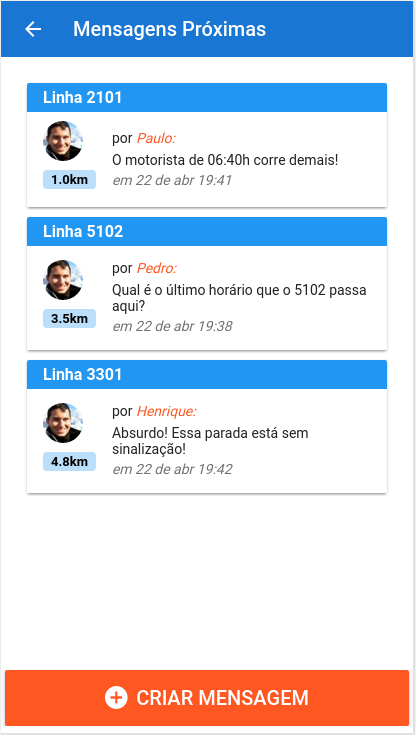 Mensagens Próximas
Linha 2101
por Paulo:
O motorista de 06:40h corre demais!
1.0km
em 22 de abr 19:41
Linha 5102
por Pedro:
Qual é o último horário que o 5102 passa
aqui?
3.5km
em 22 de abr 19:38
Linha 3301
por Henrique:
Absurdo! Essa parada está sem
sinalização!
4.8km
em 22 de abr 19:42
CRIAR MENSAGEM